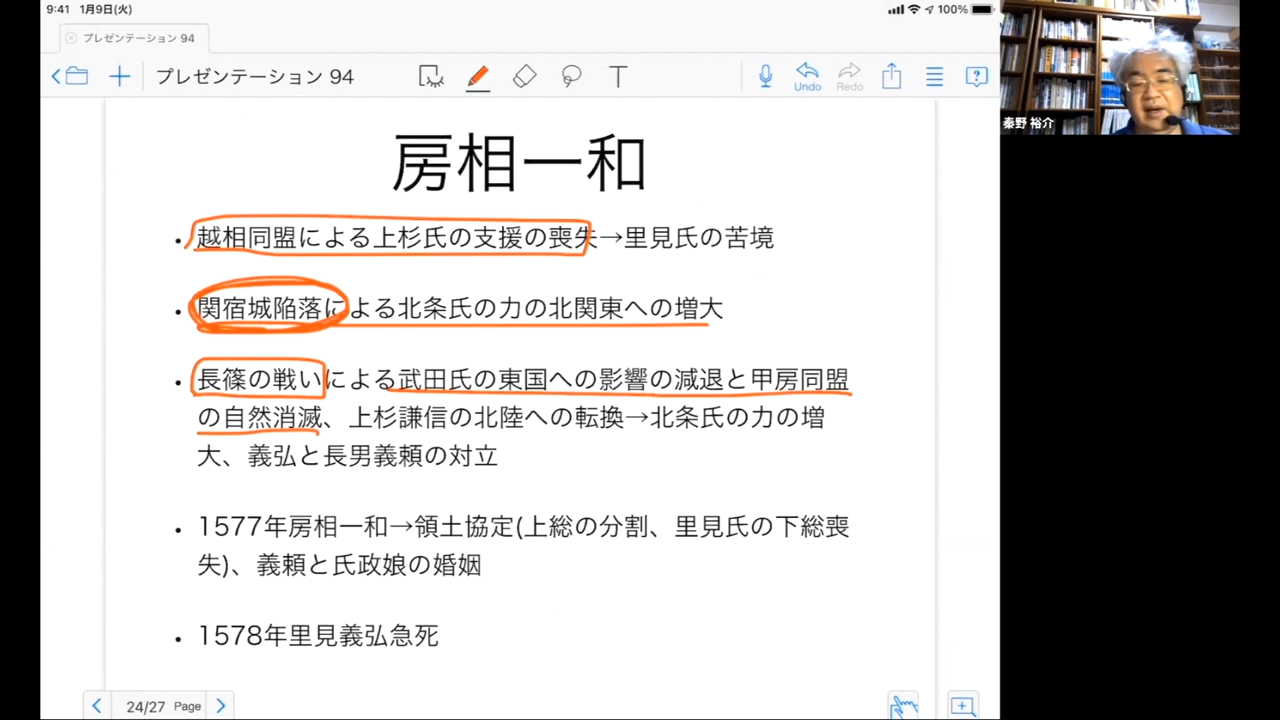 9:41 1月9日(火)
100%
プレゼンテーション 94
プレゼンテーション 94
T
Undo
Redo
?
秦野 裕介
房相一和
• 越相同盟による上杉氏の支援の喪失→里見氏の苦境
• 関宿城陥落による北条氏の力の北関東への増大
• 長篠の戦いによる武田氏の東国への影響の減退と甲房同盟
の自然消滅、上杉謙信の北陸への転換→北条氏の力の増
大、義弘と長男義頼の対立
• 1577年房相一和→領土協定(上総の分割、里見氏の下総喪
失)、義頼と氏政娘の婚姻
• 1578年里見義弘急死
24/27 Page